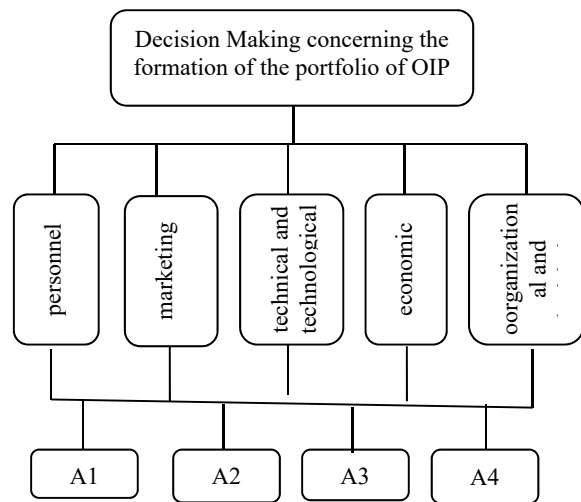 Decision Making concerning the
formation of the portfolio of OIP
personnel
marketing
technical and
technological
economic
oorganization
al and
A1
A2
A3
A4